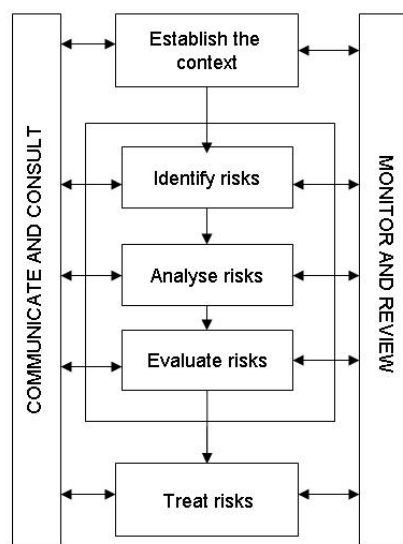 Establish the
context
COMMUNICATE AND CONSULT
MONITOR AND REVIEW
Identify risks
Analyse risks
Evaluate risks
Treat risks